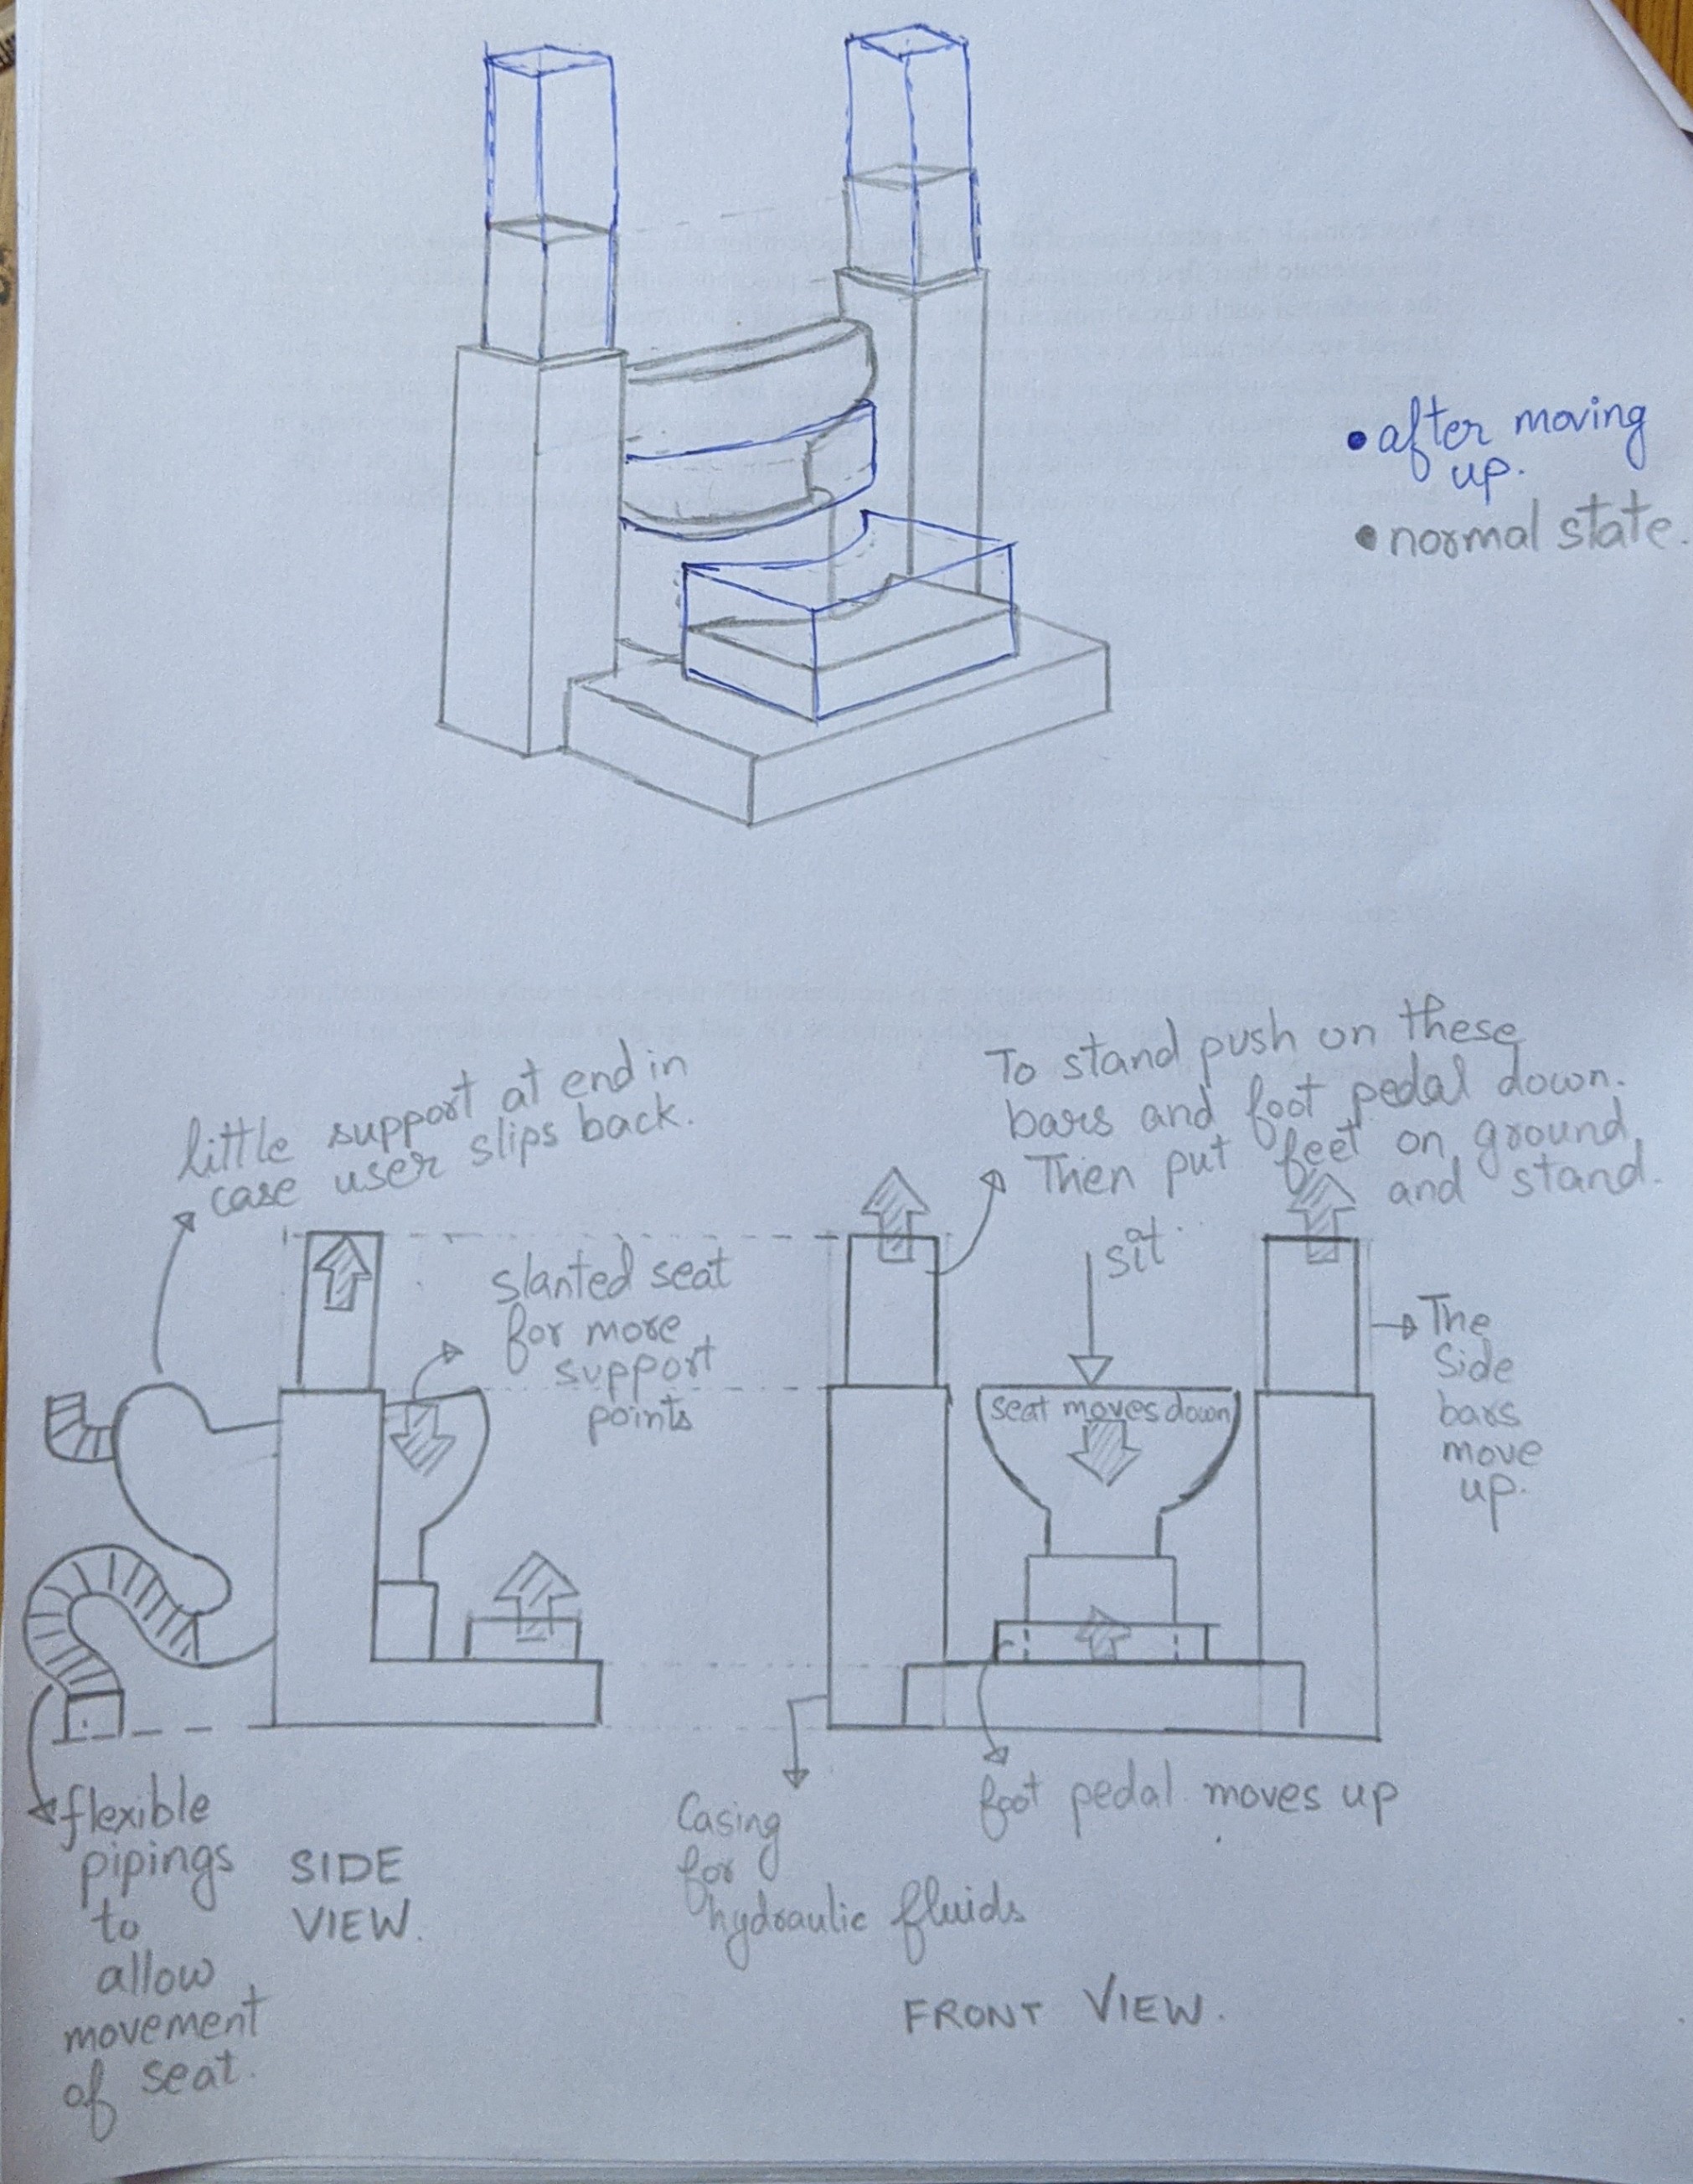 • after moving
up.
• normal state.
little support at end in
case user slips back.
To stand push on these
bars and foot pedal down.
Then put feet on ground
and stand.
sit.
slanted seat
for more
support
points
seat moves down
The
Side
bars
move
up.
flexible
pipings
to
allow
movement
of seat.
SIDE
VIEW.
Casing
for
hydraulic fluids
foot pedal moves up
FRONT VIEW.